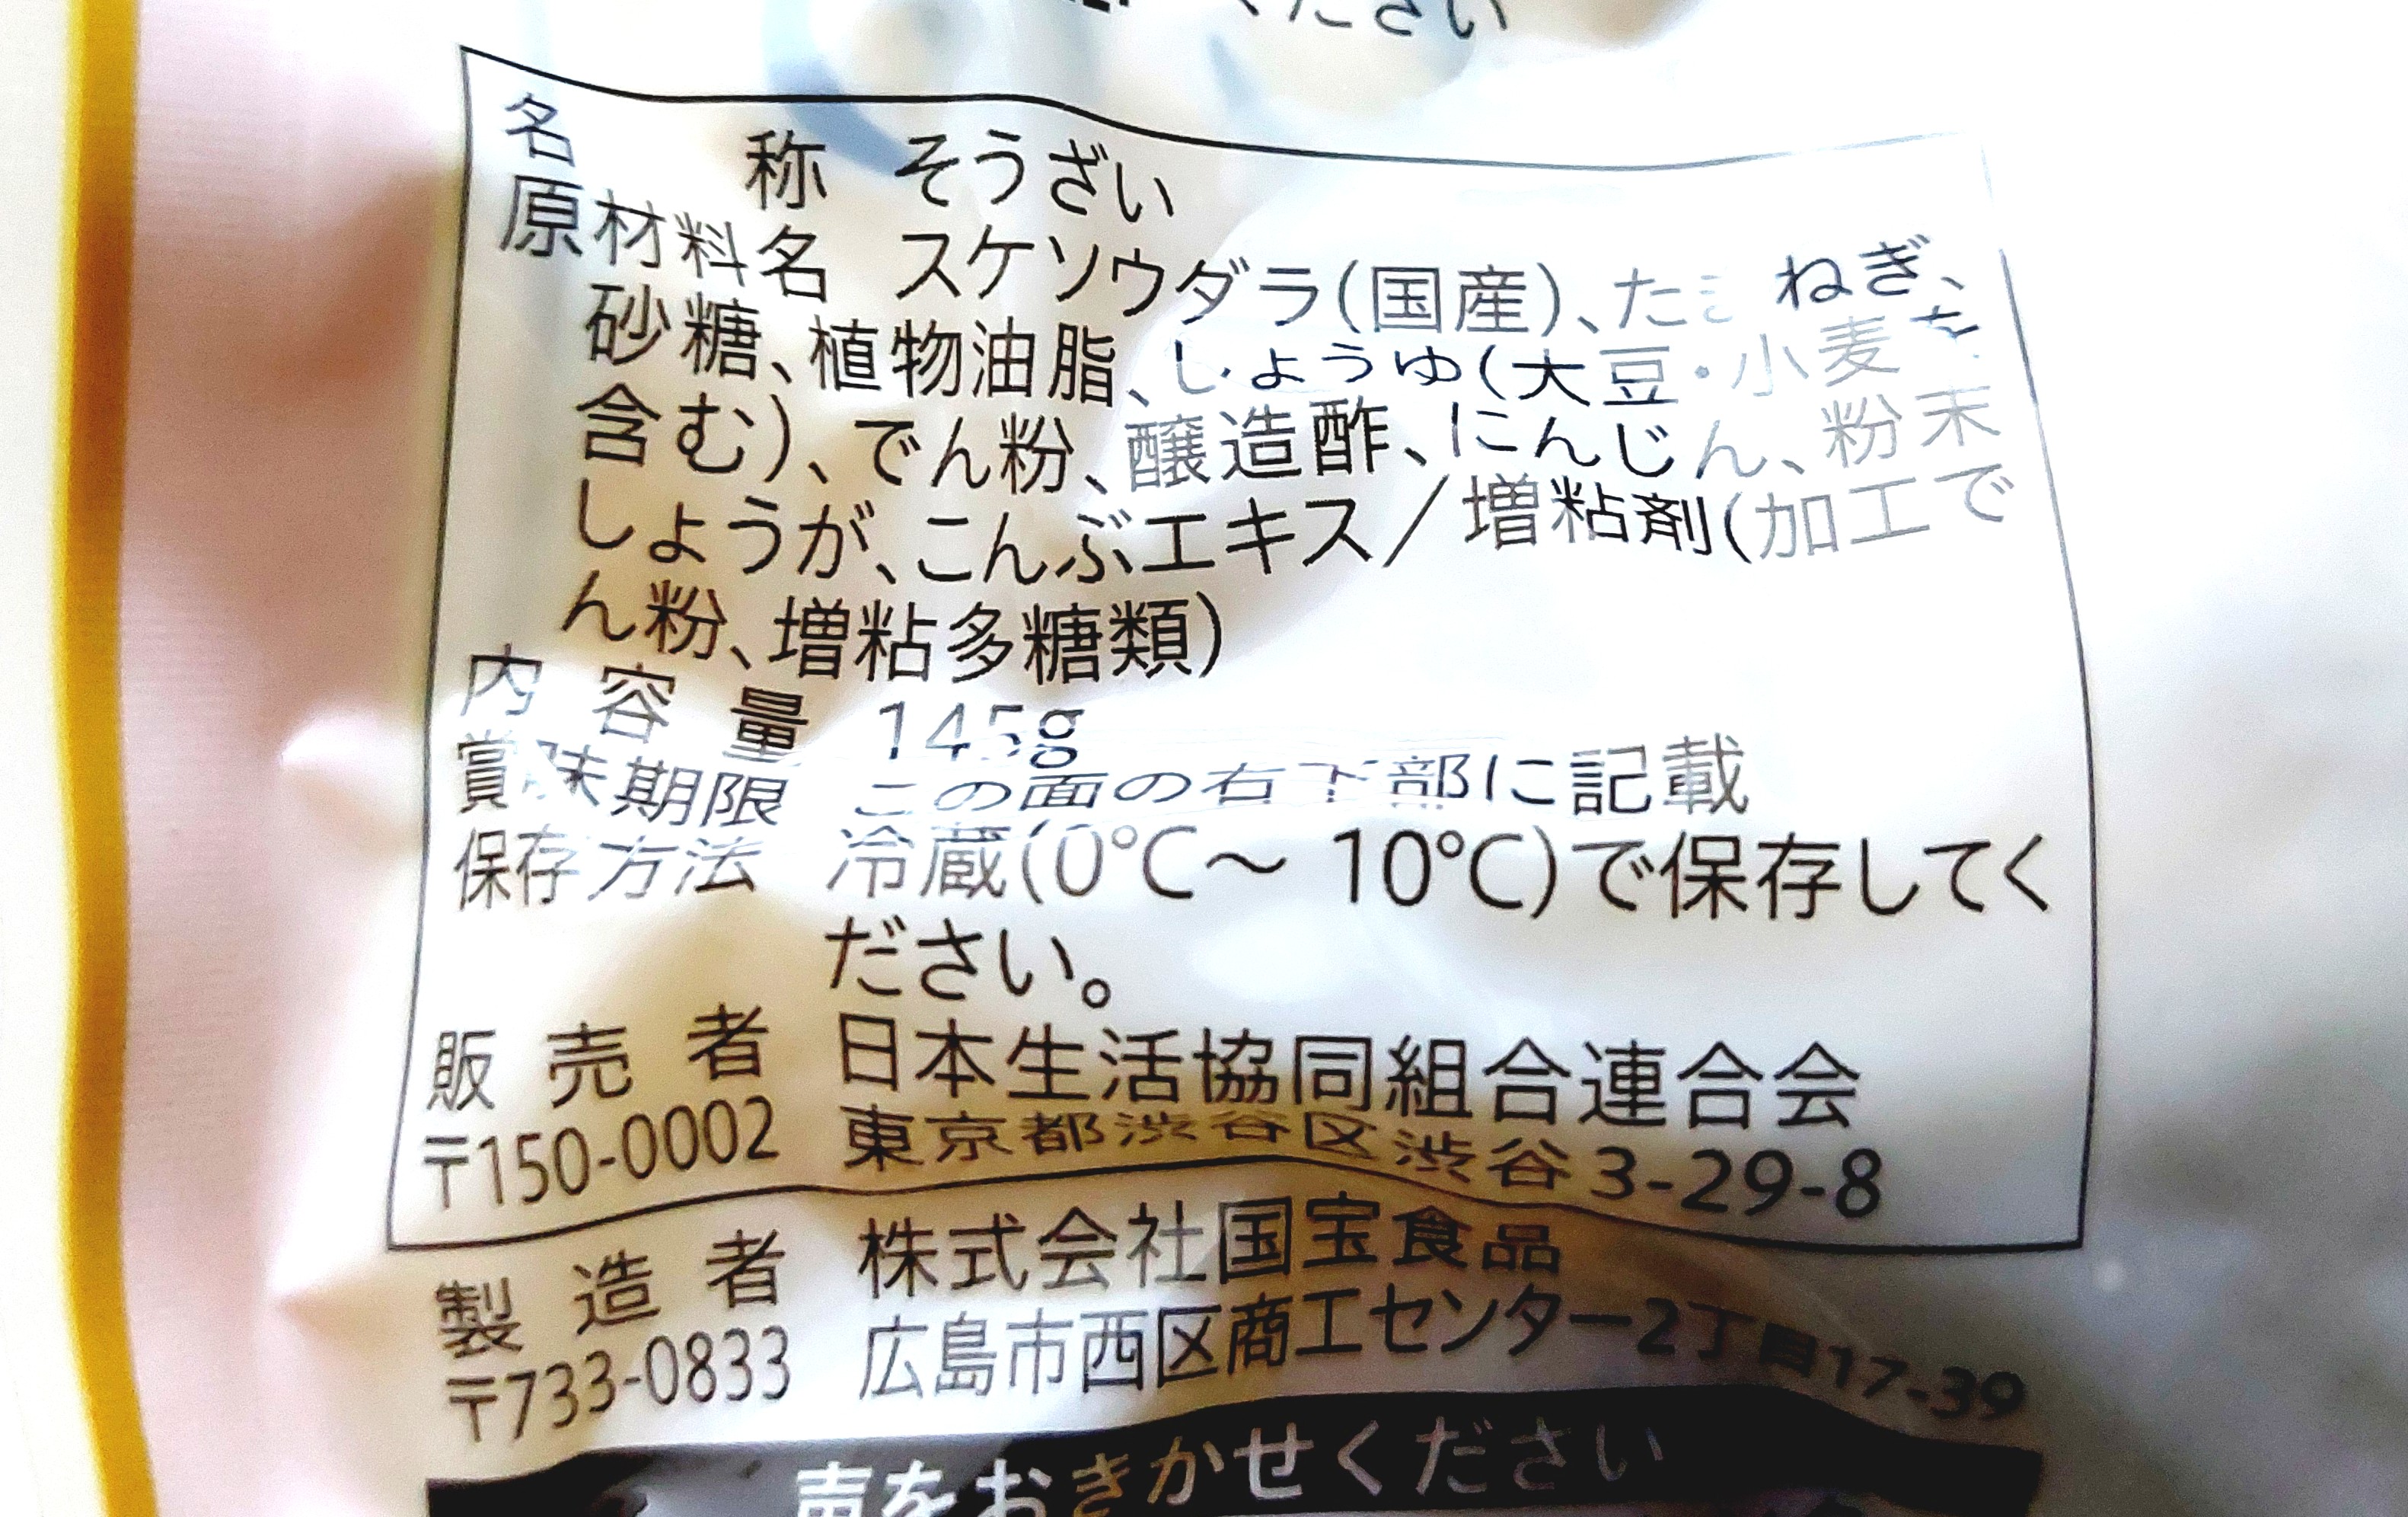 ください
名称 そうざい
原材料名 スケソウダラ(国産)、たまねぎ、
砂糖、植物油脂、しょうゆ(大豆・小麦を
含む)、でん粉、醸造酢、にんじん、粉末
しょうが、こんぶエキス／増粘剤(加工で
ん粉、増粘多糖類)
内容量 145g
賞味期限 この面の右下部に記載
保存方法 冷蔵(0℃～10℃)で保存してく
ださい。
販売者 日本生活協同組合連合会
〒150-0002 東京都渋谷区渋谷3-29-8
製造者 株式会社国宝食品
〒733-0833 広島市西区商工センター2丁目17-39
声をおきかせください